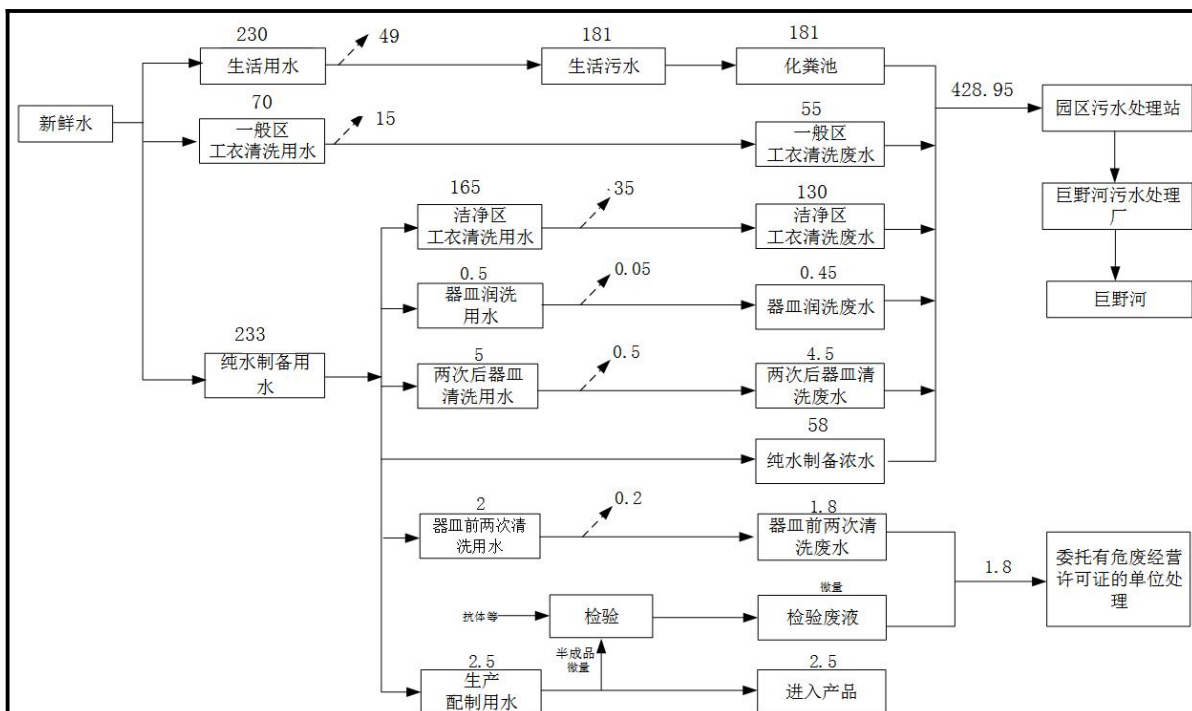 230
49
181
181
生活用水
生活污水
化粪池
428.95
园区污水处理站
新鲜水
70
15
55
一般区
工衣清洗用水
一般区
工衣清洗废水
165
35
130
巨野河污水处理
厂
洁净区
工衣清洗用水
洁净区
工衣清洗废水
0.5
0.05
0.45
器皿润洗
用水
器皿润洗废水
巨野河
233
纯水制备用
水
5
0.5
4.5
两次后器皿
清洗用水
两次后器皿清
洗废水
58
纯水制备浓水
2
0.2
1.8
器皿前两次清
洗用水
器皿前两次清洗
废水
1.8
委托有危废经营
许可证的单位处
理
抗体等
检验
微量
检验废液
半成品
微量
2.5
2.5
生产
配制用水
进入产品